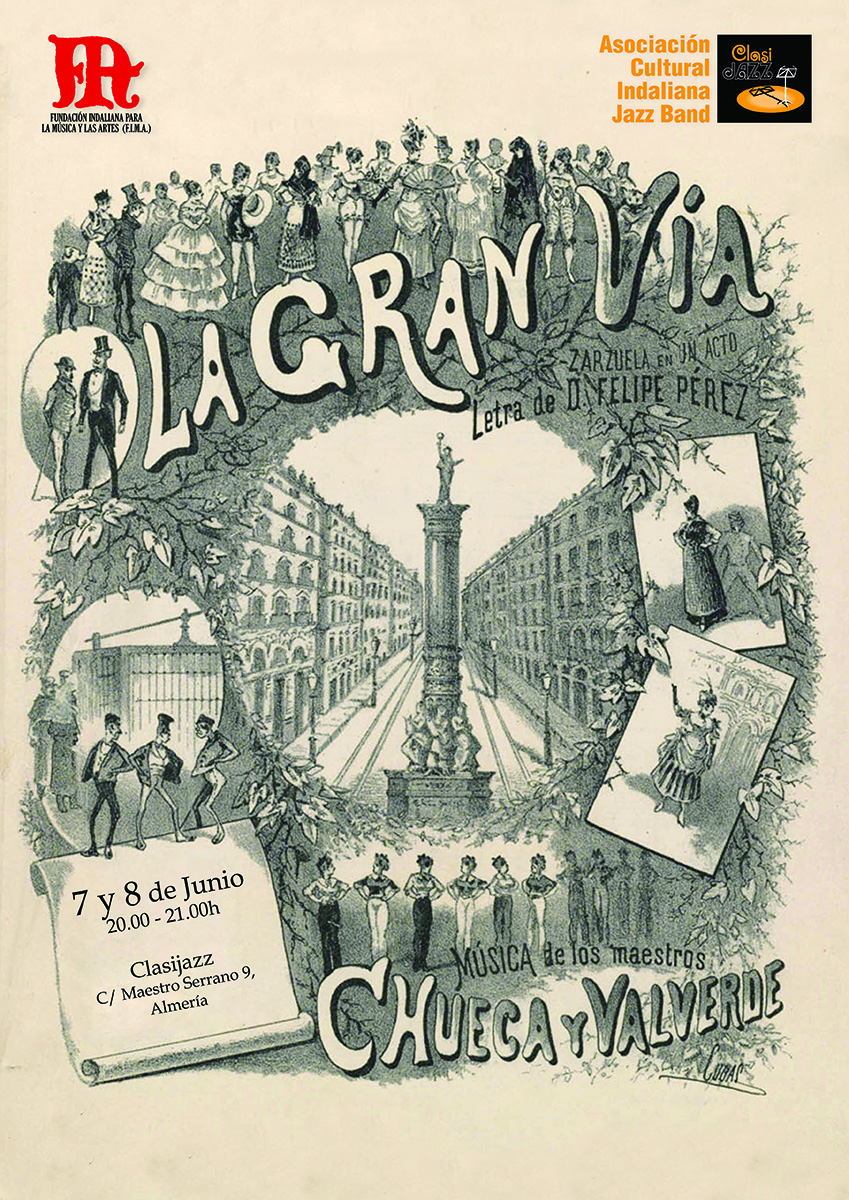 FUNDACIÓN INDALIANA PARA
LA MÚSICA Y LAS ARTES (F.I.M.A.)
Asociación
Cultural
Indaliana
Jazz Band
Clasi
JAZZ
LA GRAN VÍA
ZARZUELA EN UN ACTO
Letra de D. FELIPE PÉREZ
7 y 8 de Junio
20.00 - 21.00h
Clasijazz
C/ Maestro Serrano 9,
Almería
MÚSICA de los maestros
CHUECA Y VALVERDE
CUBAS